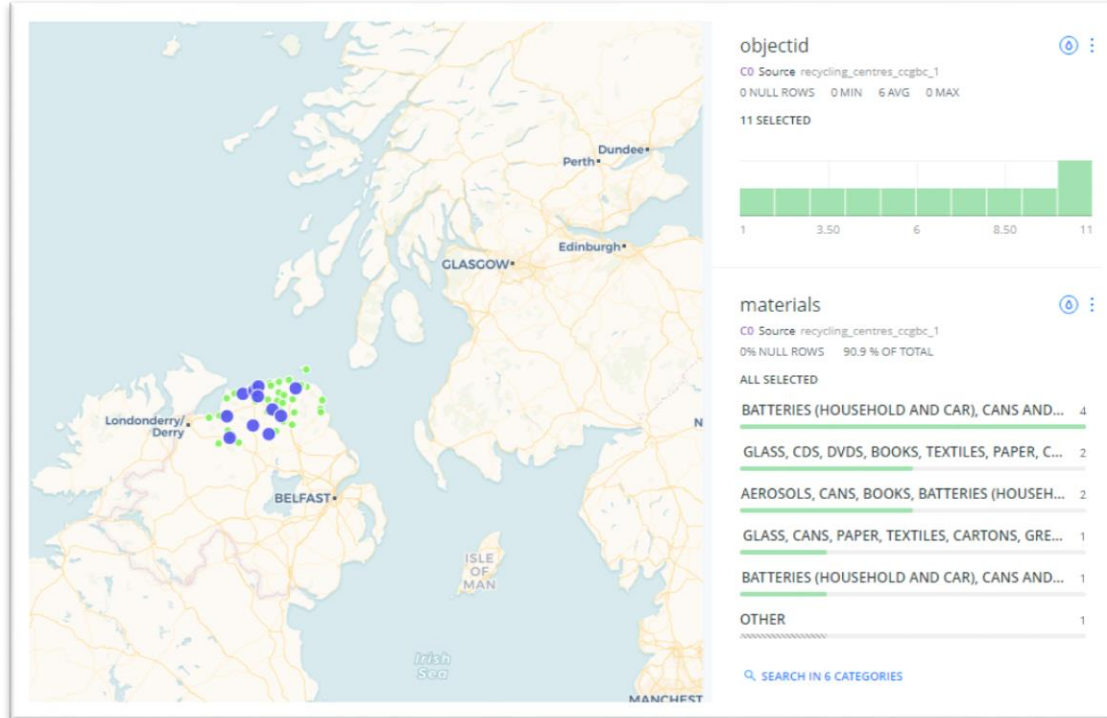 Dundee
Perth
Edinburgh
GLASGOW
Londonderry/
Derry
N
BELFAST
ISLE
OF
MAN
Irish
Sea
MANCHEST
objectid
C0 Source recycling_centres_ccgbc_1
0 NULL ROWS 0 MIN 6 AVG 0 MAX
11 SELECTED
1 3.50 6 8.50 11
materials
C0 Source recycling_centres_ccgbc_1
0% NULL ROWS 90.9 % OF TOTAL
ALL SELECTED
BATTERIES (HOUSEHOLD AND CAR), CANS AND... 4
GLASS, CDS, DVDS, BOOKS, TEXTILES, PAPER, C... 2
AEROSOLS, CANS, BOOKS, BATTERIES (HOUSEH... 2
GLASS, CANS, PAPER, TEXTILES, CARTONS, GRE... 1
BATTERIES (HOUSEHOLD AND CAR), CANS AND... 1
OTHER 1
SEARCH IN 6 CATEGORIES